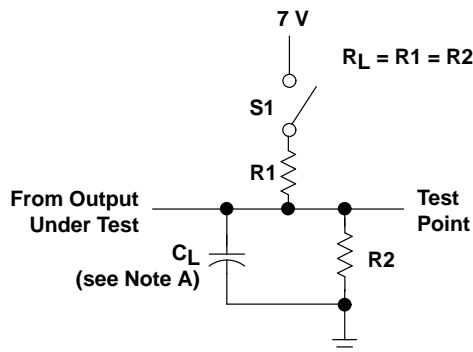 7 V
RL = R1 = R2
S1
R1
From Output
Under Test
Test
Point
CL
(see Note A)
R2